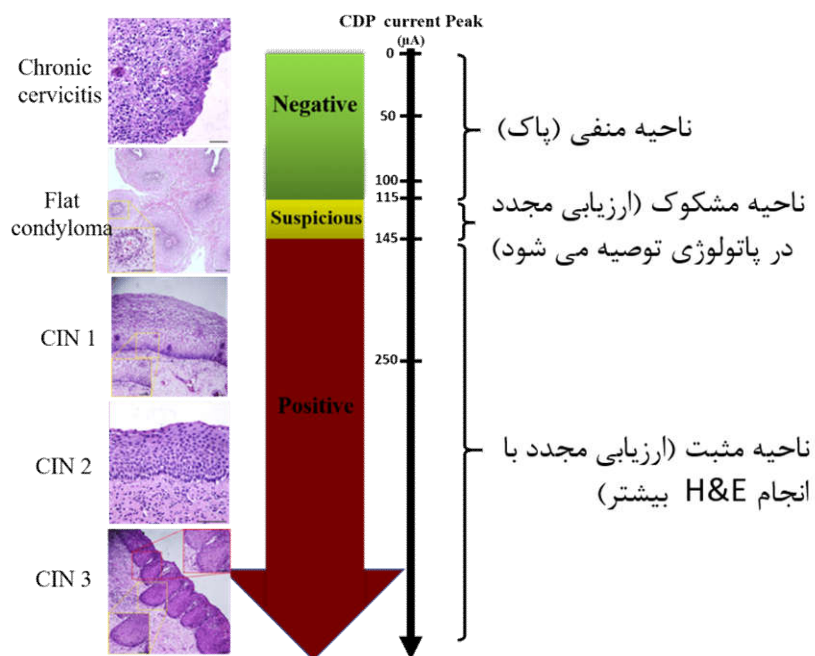 CDP current Peak
(µA)
Chronic
cervicitis
Flat
condyloma
CIN 1
CIN 2
CIN 3
Negative
Suspicious
Positive
0
50
100
115
145
250
ناحیه منفی (پاک)
ناحیه مشکوک (ارزیابی مجدد
در پاتولوژی توصیه می شود)
ناحیه مثبت (ارزیابی مجدد با
انجام H&E بیشتر)